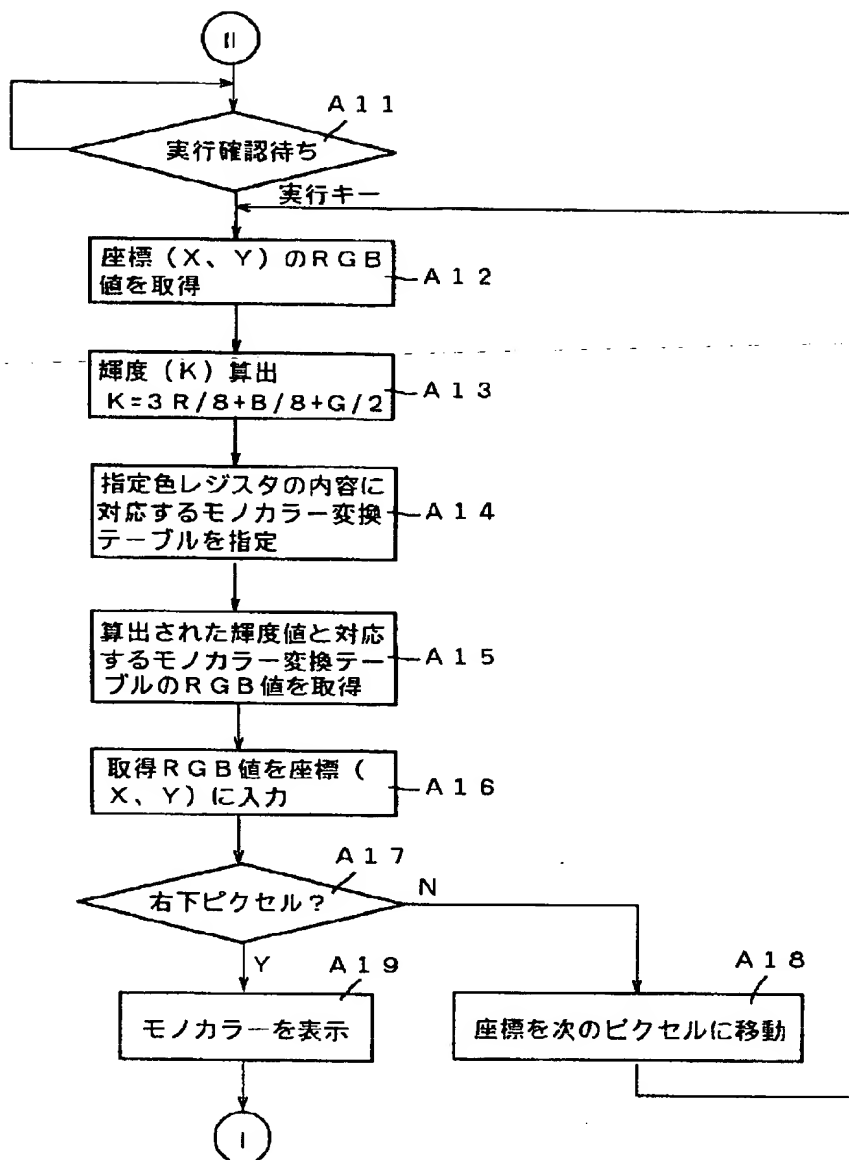 II
A11
実行確認待ち
実行キー
座標(X、Y)のRGB
値を取得
A12
輝度(K)算出
K=3R/8+B/8+G/2
A13
指定色レジスタの内容に
対応するモノカラー変換
テーブルを指定
A14
算出された輝度値と対応
するモノカラー変換テー
ブルのRGB値を取得
A15
取得RGB値を座標(
X、Y)に入力
A16
A17
右下ピクセル?
N
Y
A19
モノカラーを表示
A18
座標を次のピクセルに移動
I